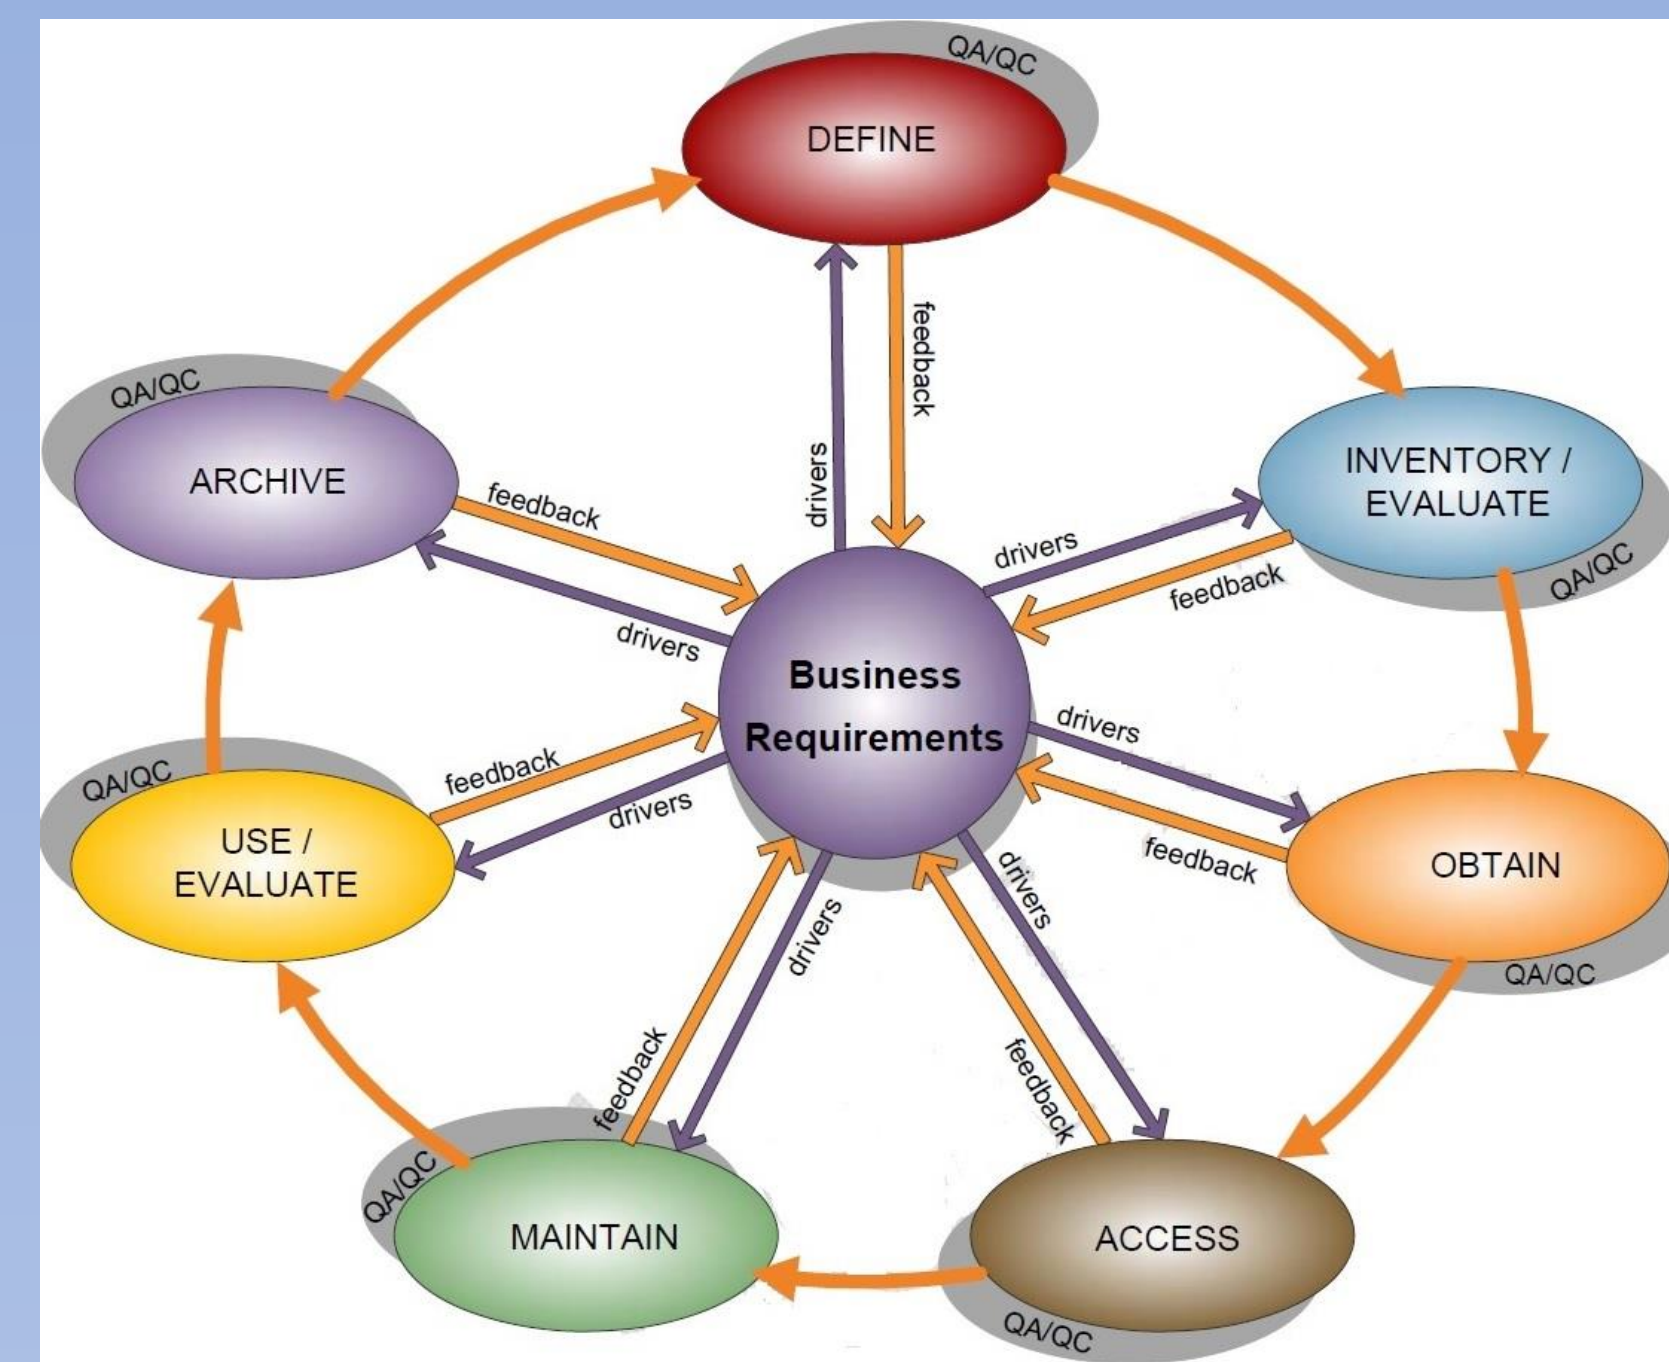 QA/QC
DEFINE
feedback
drivers
QA/QC
ARCHIVE
feedback
drivers
INVENTORY /
EVALUATE
QA/QC
drivers
feedback
Business
Requirements
QA/QC
USE /
EVALUATE
feedback
drivers
drivers
feedback
OBTAIN
QA/QC
drivers
feedback
QA/QC
MAINTAIN
drivers
feedback
ACCESS
QA/QC